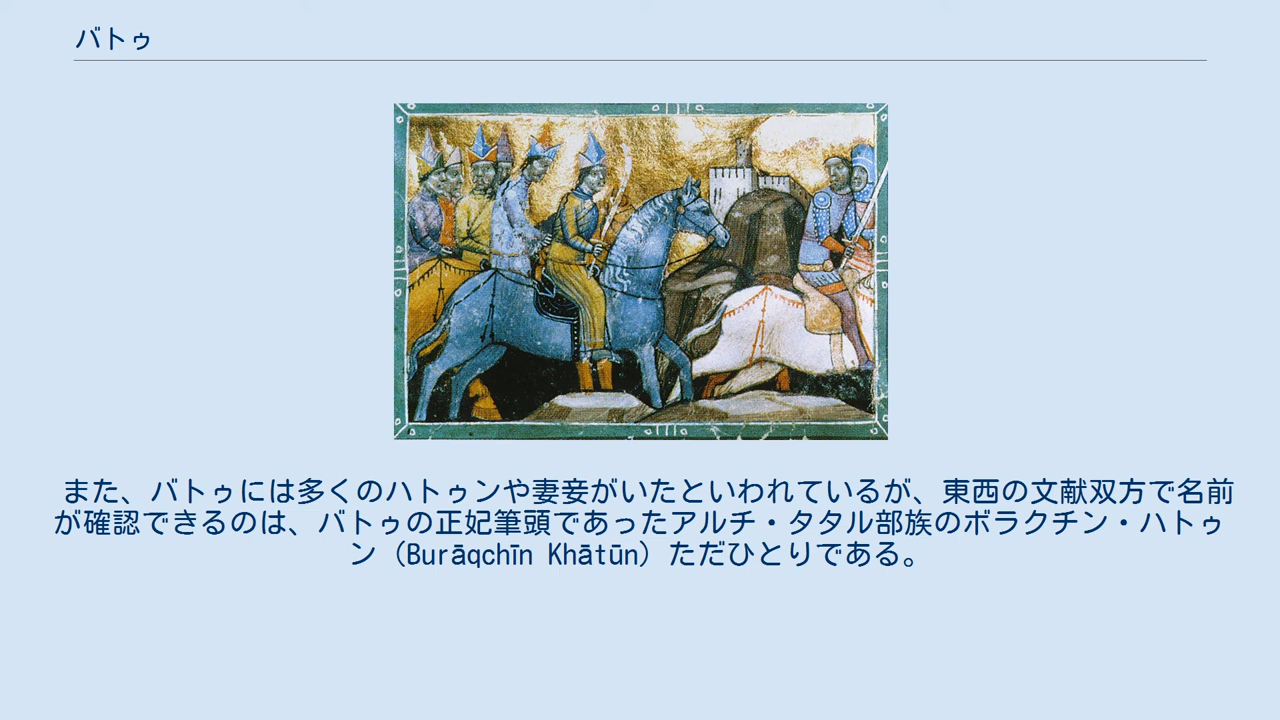 バトゥ
また、バトゥには多くのハトゥンや妻妾がいたといわれているが、東西の文献双方で名前
が確認できるのは、バトゥの正妃筆頭であったアルチ・タタル部族のボラクチン・ハトゥ
ン（Burāqchīn Khātūn）ただひとりである。